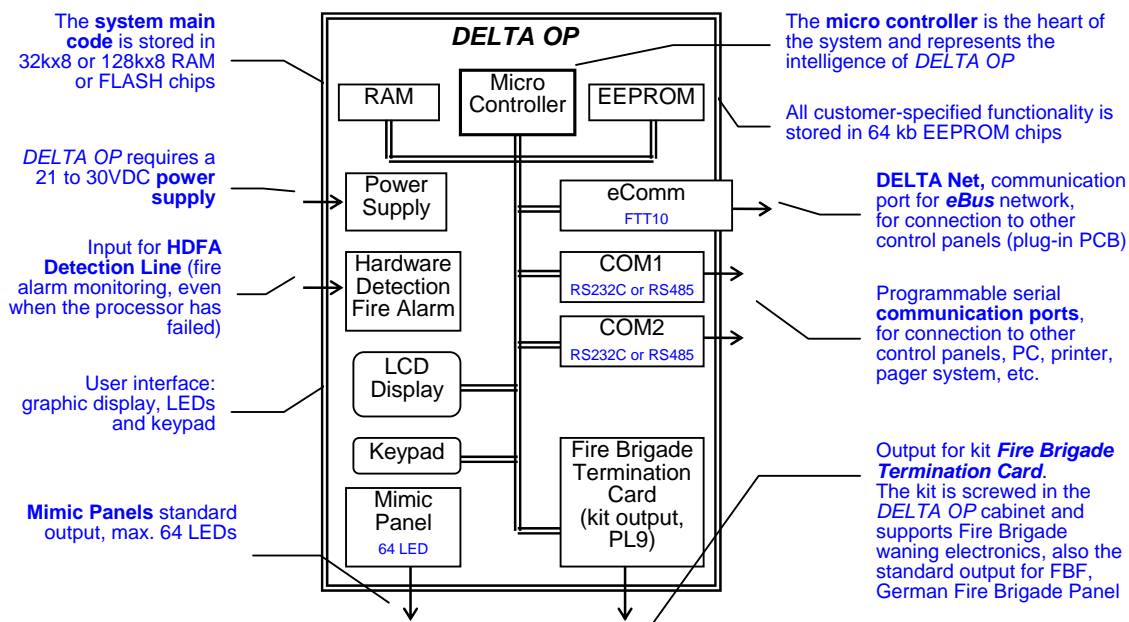 The system main
code is stored in
32kx8 or 128kx8 RAM
or FLASH chips
DELTA OP requires a
21 to 30VDC power
supply
Input for HDFA
Detection Line (fire
alarm monitoring, even
when the processor has
failed)
User interface:
graphic display, LEDs
and keypad
Mimic Panels standard
output, max. 64 LEDs
DELTA OP
RAM
Micro
Controller
EEPROM
Power
Supply
Hardware
Detection
Fire Alarm
LCD
Display
Keypad
Mimic
Panel
64 LED
eComm
FTT10
COM1
RS232C or RS485
COM2
RS232C or RS485
Fire Brigade
Termination
Card
(kit output,
PL9)
The micro controller is the heart of
the system and represents the
intelligence of DELTA OP
All customer-specified functionality is
stored in 64 kb EEPROM chips
DELTA Net, communication
port for eBus network,
for connection to other
control panels (plug-in PCB)
Programmable serial
communication ports,
for connection to other
control panels, PC, printer,
pager system, etc.
Output for kit Fire Brigade
Termination Card.
The kit is screwed in the
DELTA OP cabinet and
supports Fire Brigade
waning electronics, also the
standard output for FBF,
German Fire Brigade Panel